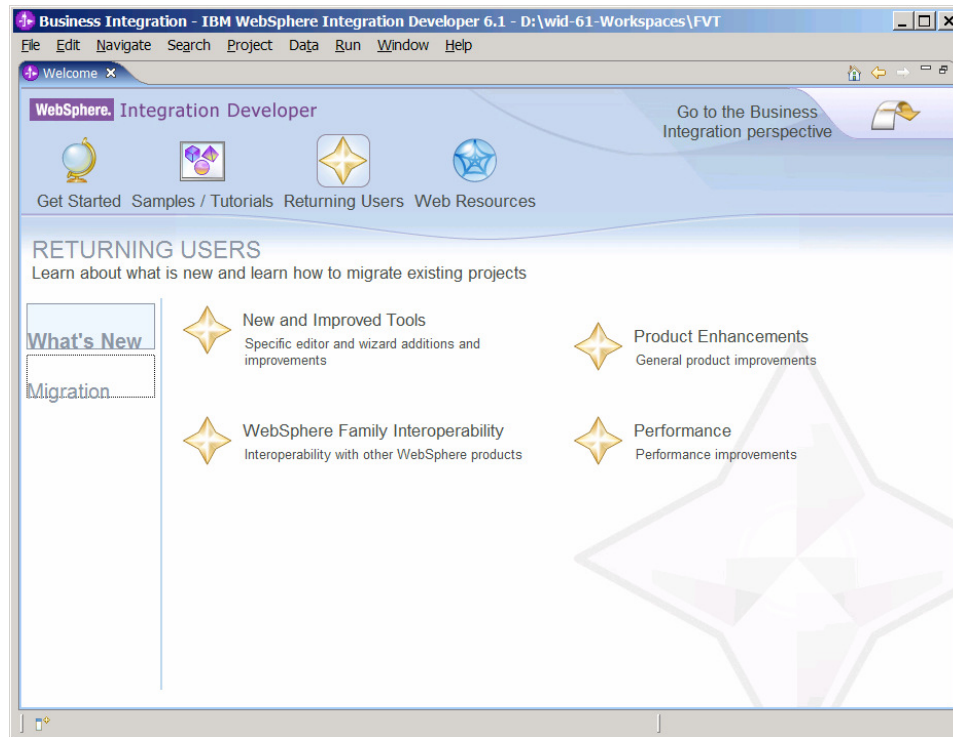 Business Integration - IBM WebSphere Integration Developer 6.1 - D:\wid-61-Workspaces\FVT
File Edit Navigate Search Project Data Run Window Help
Welcome
WebSphere. Integration Developer
Go to the Business
Integration perspective
Get Started Samples / Tutorials Returning Users Web Resources
RETURNING USERS
Learn about what is new and learn how to migrate existing projects
What's New
Migration
New and Improved Tools
Specific editor and wizard additions and
improvements
Product Enhancements
General product improvements
WebSphere Family Interoperability
Interoperability with other WebSphere products
Performance
Performance improvements